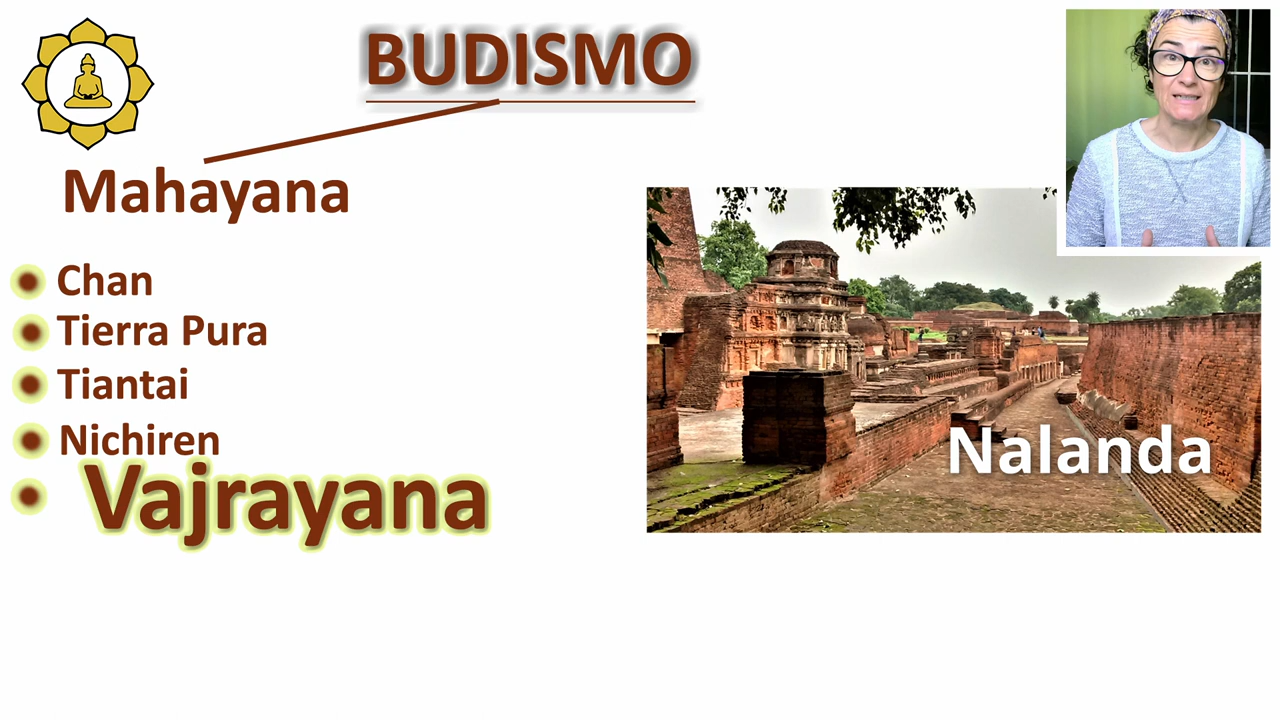 BUDISMO
Mahayana
Chan
Tierra Pura
Tiantai
Nichiren
Vajrayana
Nalanda